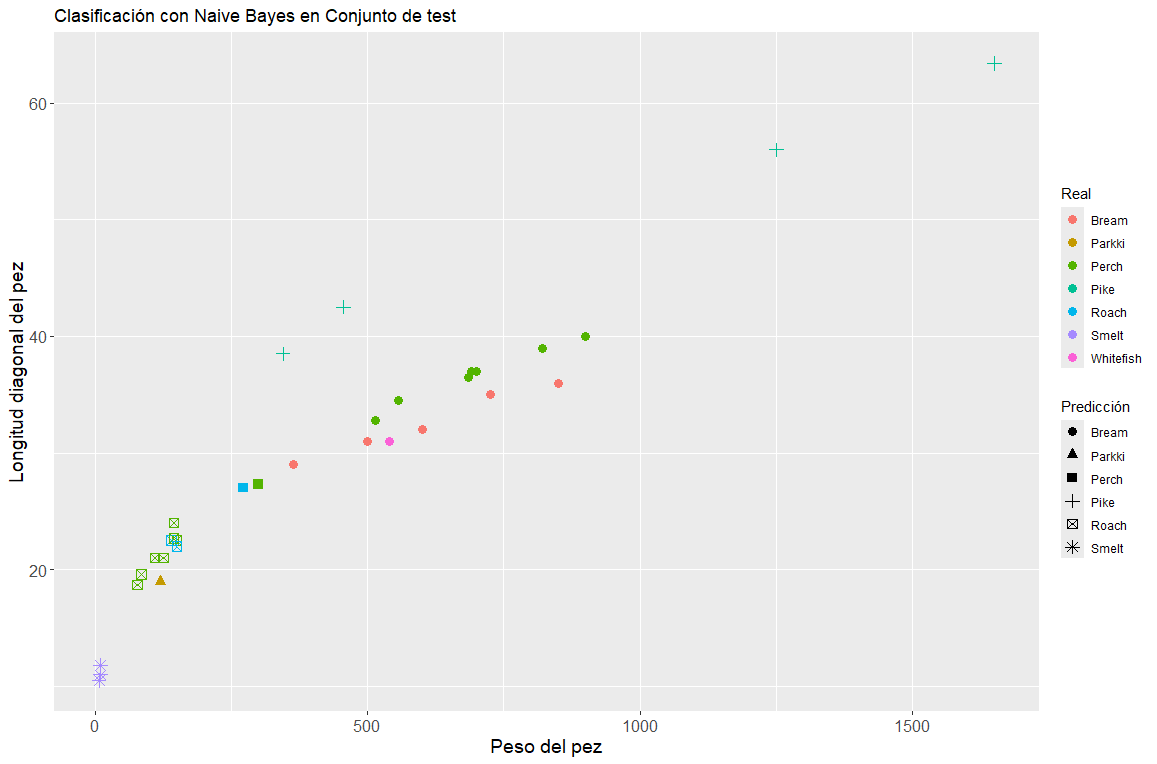 Clasificación con Naive Bayes en Conjunto de test
Longitud diagonal del pez
60
40
20
0
500
1000
1500
Peso del pez
Real
Bream
Parkki
Perch
Pike
Roach
Smelt
Whitefish
Predicción
Bream
Parkki
Perch
Pike
Roach
Smelt